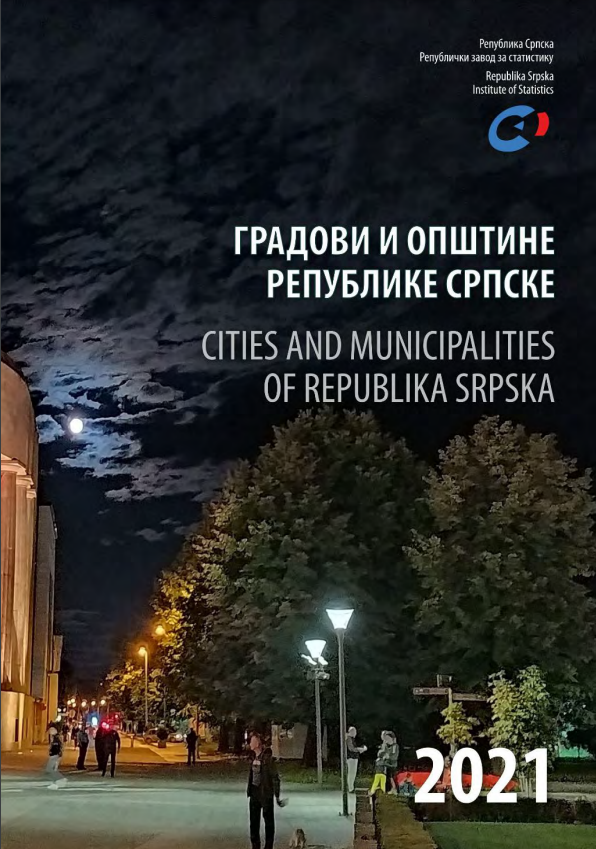 Република Српска
Републички завод за статистику
Republika Srpska
Institute of Statistics
ГРАДОВИ И ОПШТИНЕ
РЕПУБЛИКЕ СРПСКЕ
CITIES AND MUNICIPALITIES
OF REPUBLIKA SRPSKA
2021